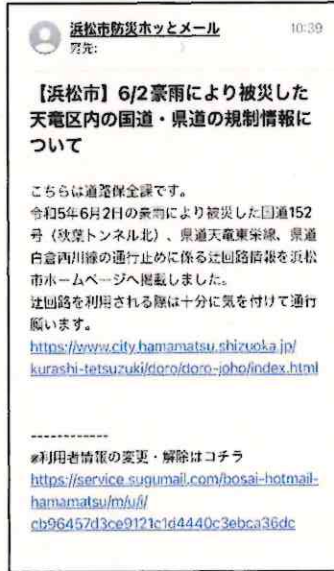 浜松市防災ホッとメール
10:39
宛先:
【浜松市】6/2豪雨により被災した
天竜区内の国道・県道の規制情報に
ついて
こちらは道路保全課です。
令和5年6月2日の豪雨により被災した国道152
号（秋葉トンネル北）、県道天竜東栄線、県道
白倉西川線の通行止めに係る迂回路情報を浜松
市ホームページへ掲載しました。
迂回路を利用される際は十分に気を付けて通行
願います。
https://www.city.hamamatsu.shizuoka.jp/
kurashi-tetsuzuki/doro/doro-joho/index.html
------------
※利用者情報の変更・解除はコチラ
https://service.sugumail.com/bosai-hotmail-
hamamatsu/m/u/i/
cb96457d3ce9121c1d4440c3ebca36dc